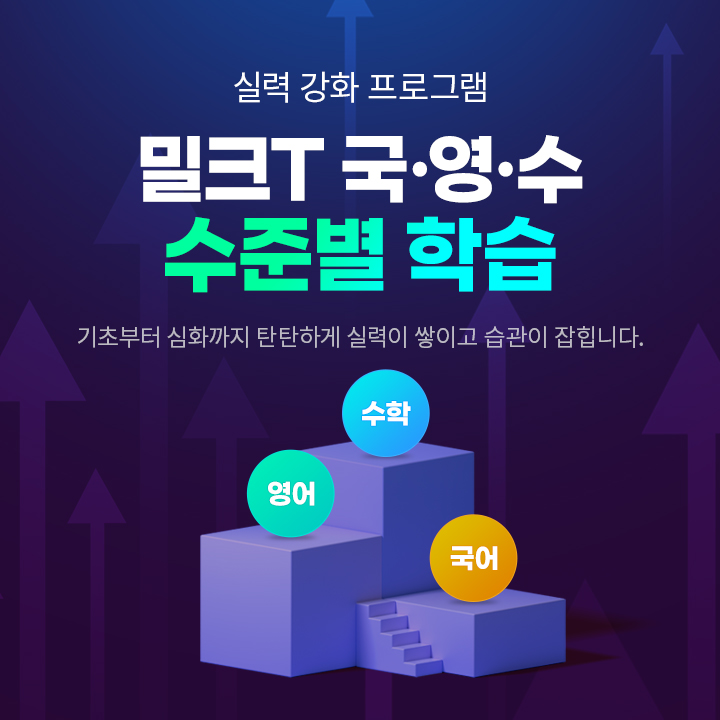 실력 강화 프로그램
밀크T 국·영·수
수준별 학습
기초부터 심화까지 탄탄하게 실력이 쌓이고 습관이 잡힙니다.
수학
영어
국어